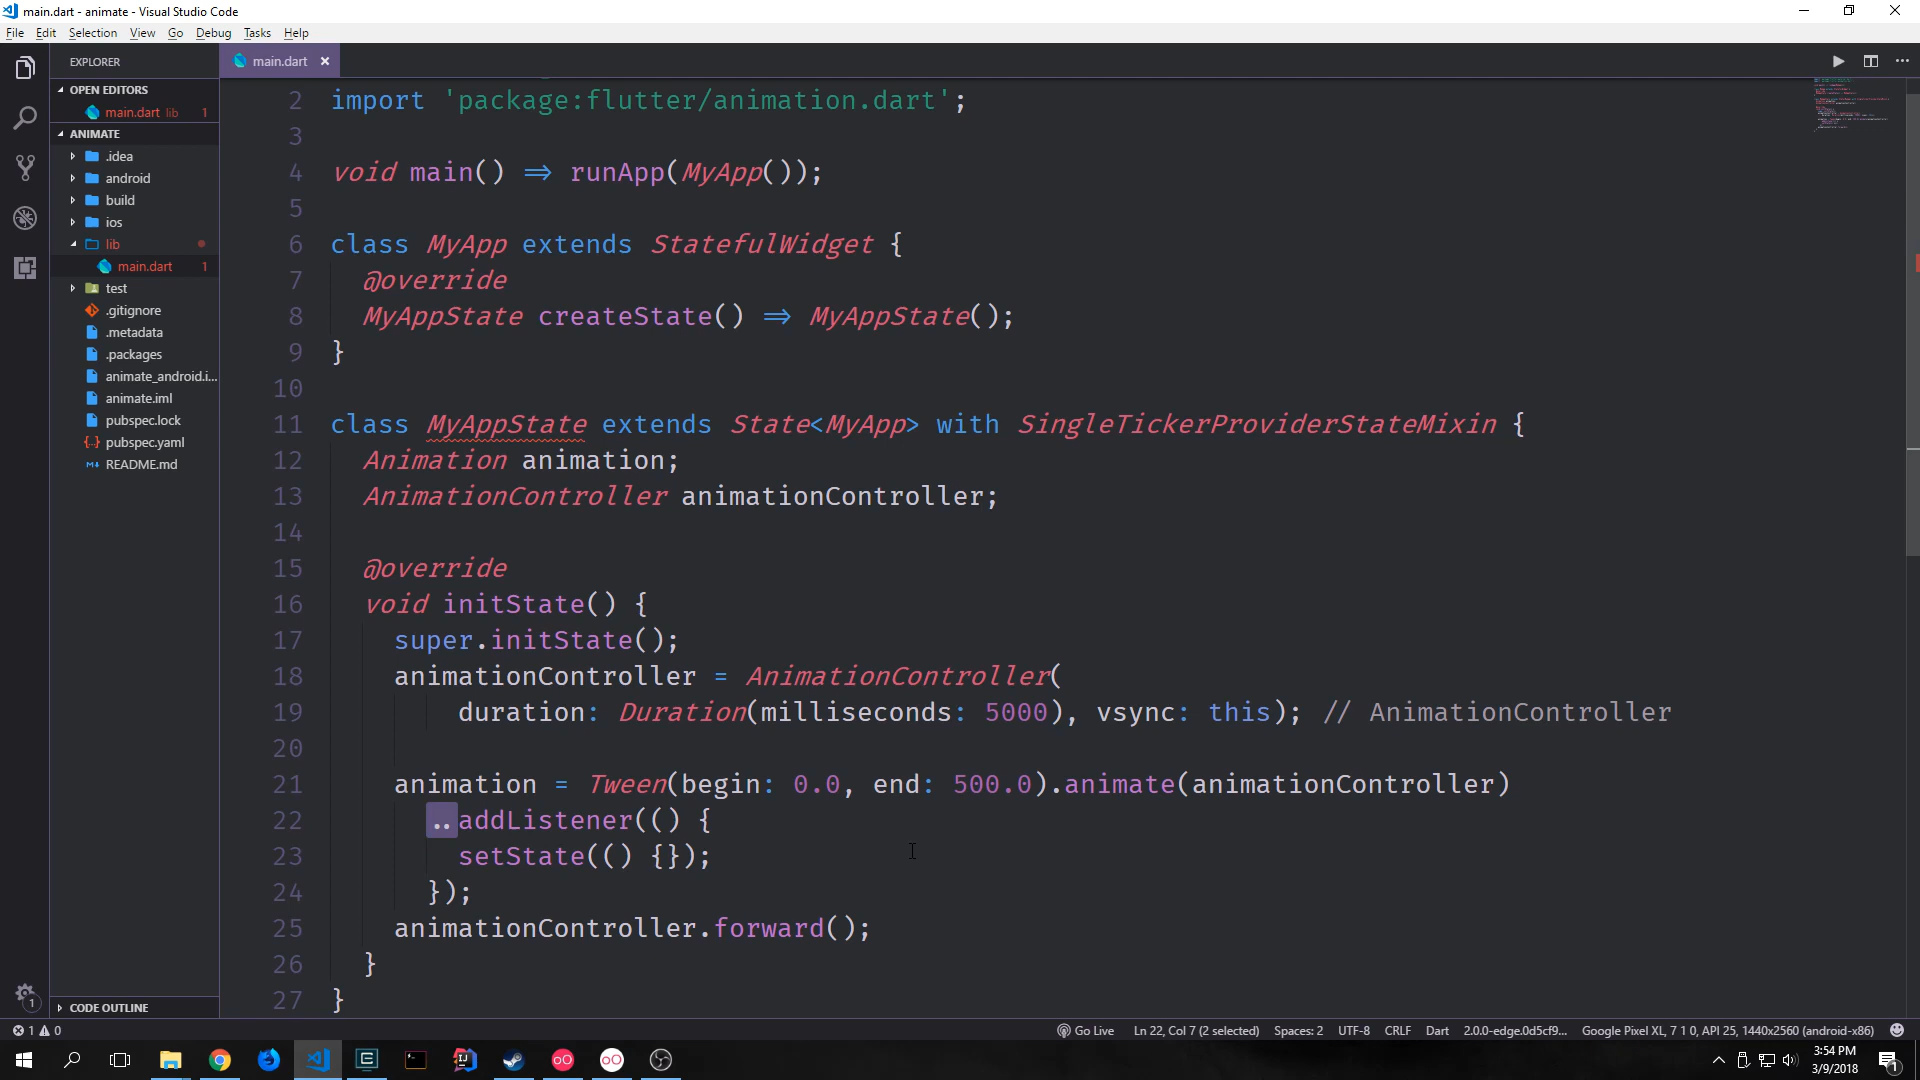 main.dart - animate - Visual Studio Code
File Edit Selection View Go Debug Tasks Help
EXPLORER
OPEN EDITORS
main.dart lib 1
ANIMATE
.idea
android
build
ios
lib
main.dart 1
test
.gitignore
.metadata
.packages
animate_android.i...
animate.iml
pubspec.lock
pubspec.yaml
README.md
CODE OUTLINE
main.dart
2 import 'package:flutter/animation.dart';
3
4 void main() => runApp(MyApp());
5
6 class MyApp extends StatefulWidget {
7 @override
8 MyAppState createState() => MyAppState();
9 }
10
11 class MyAppState extends State<MyApp> with SingleTickerProviderStateMixin {
12 Animation animation;
13 AnimationController animationController;
14
15 @override
16 void initState() {
17 super.initState();
18 animationController = AnimationController(
19 duration: Duration(milliseconds: 5000), vsync: this); // AnimationController
20
21 animation = Tween(begin: 0.0, end: 500.0).animate(animationController)
22 ..addListener(() {
23 setState(() {});
24 });
25 animationController.forward();
26 }
27 }
1 0 Go Live Ln 22, Col 7 (2 selected) Spaces: 2 UTF-8 CRLF Dart 2.0.0-edge.0d5cf9... Google Pixel XL, 7 1 0, API 25, 1440x2560 (android-x86)
3:54 PM
3/9/2018